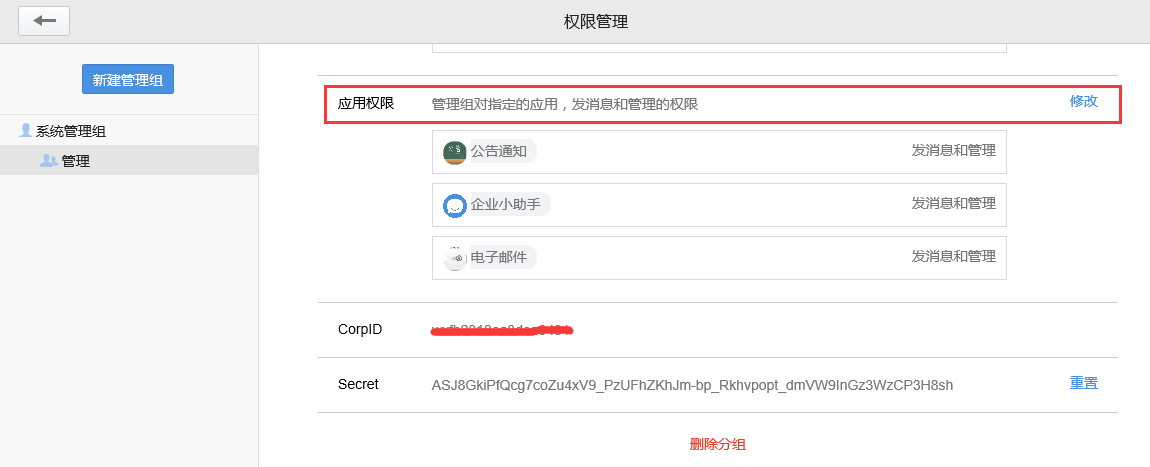 权限管理
新建管理组
系统管理组
管理
应用权限 管理组对指定的应用，发消息和管理的权限 修改
公告通知 发消息和管理
企业小助手 发消息和管理
电子邮件 发消息和管理
CorpID
Secret ASJ8GkiPfQcg7coZu4xV9_PzUFhZKhJm-bp_Rkhvpopt_dmVW9InGz3WzCP3H8sh 重置
删除分组